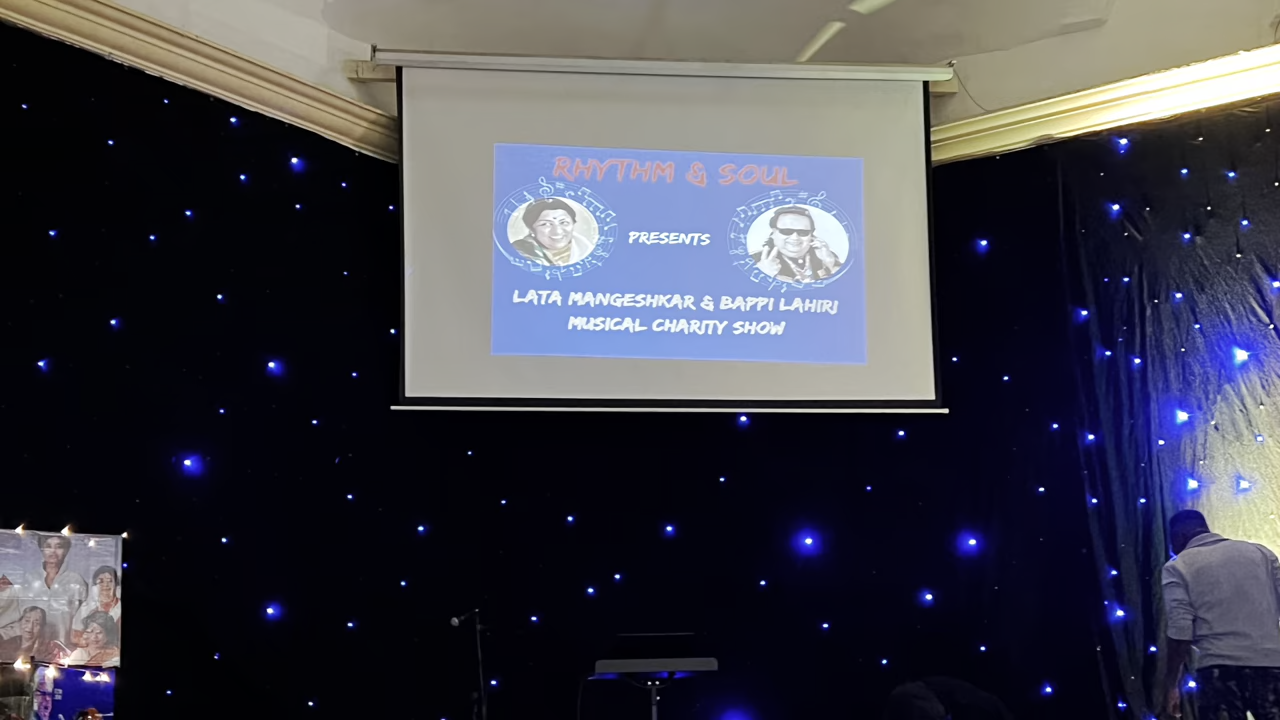 RHYTHM & SOUL
PRESENTS
LATA MANGESHKAR & BAPPI LAHIRI
MUSICAL CHARITY SHOW